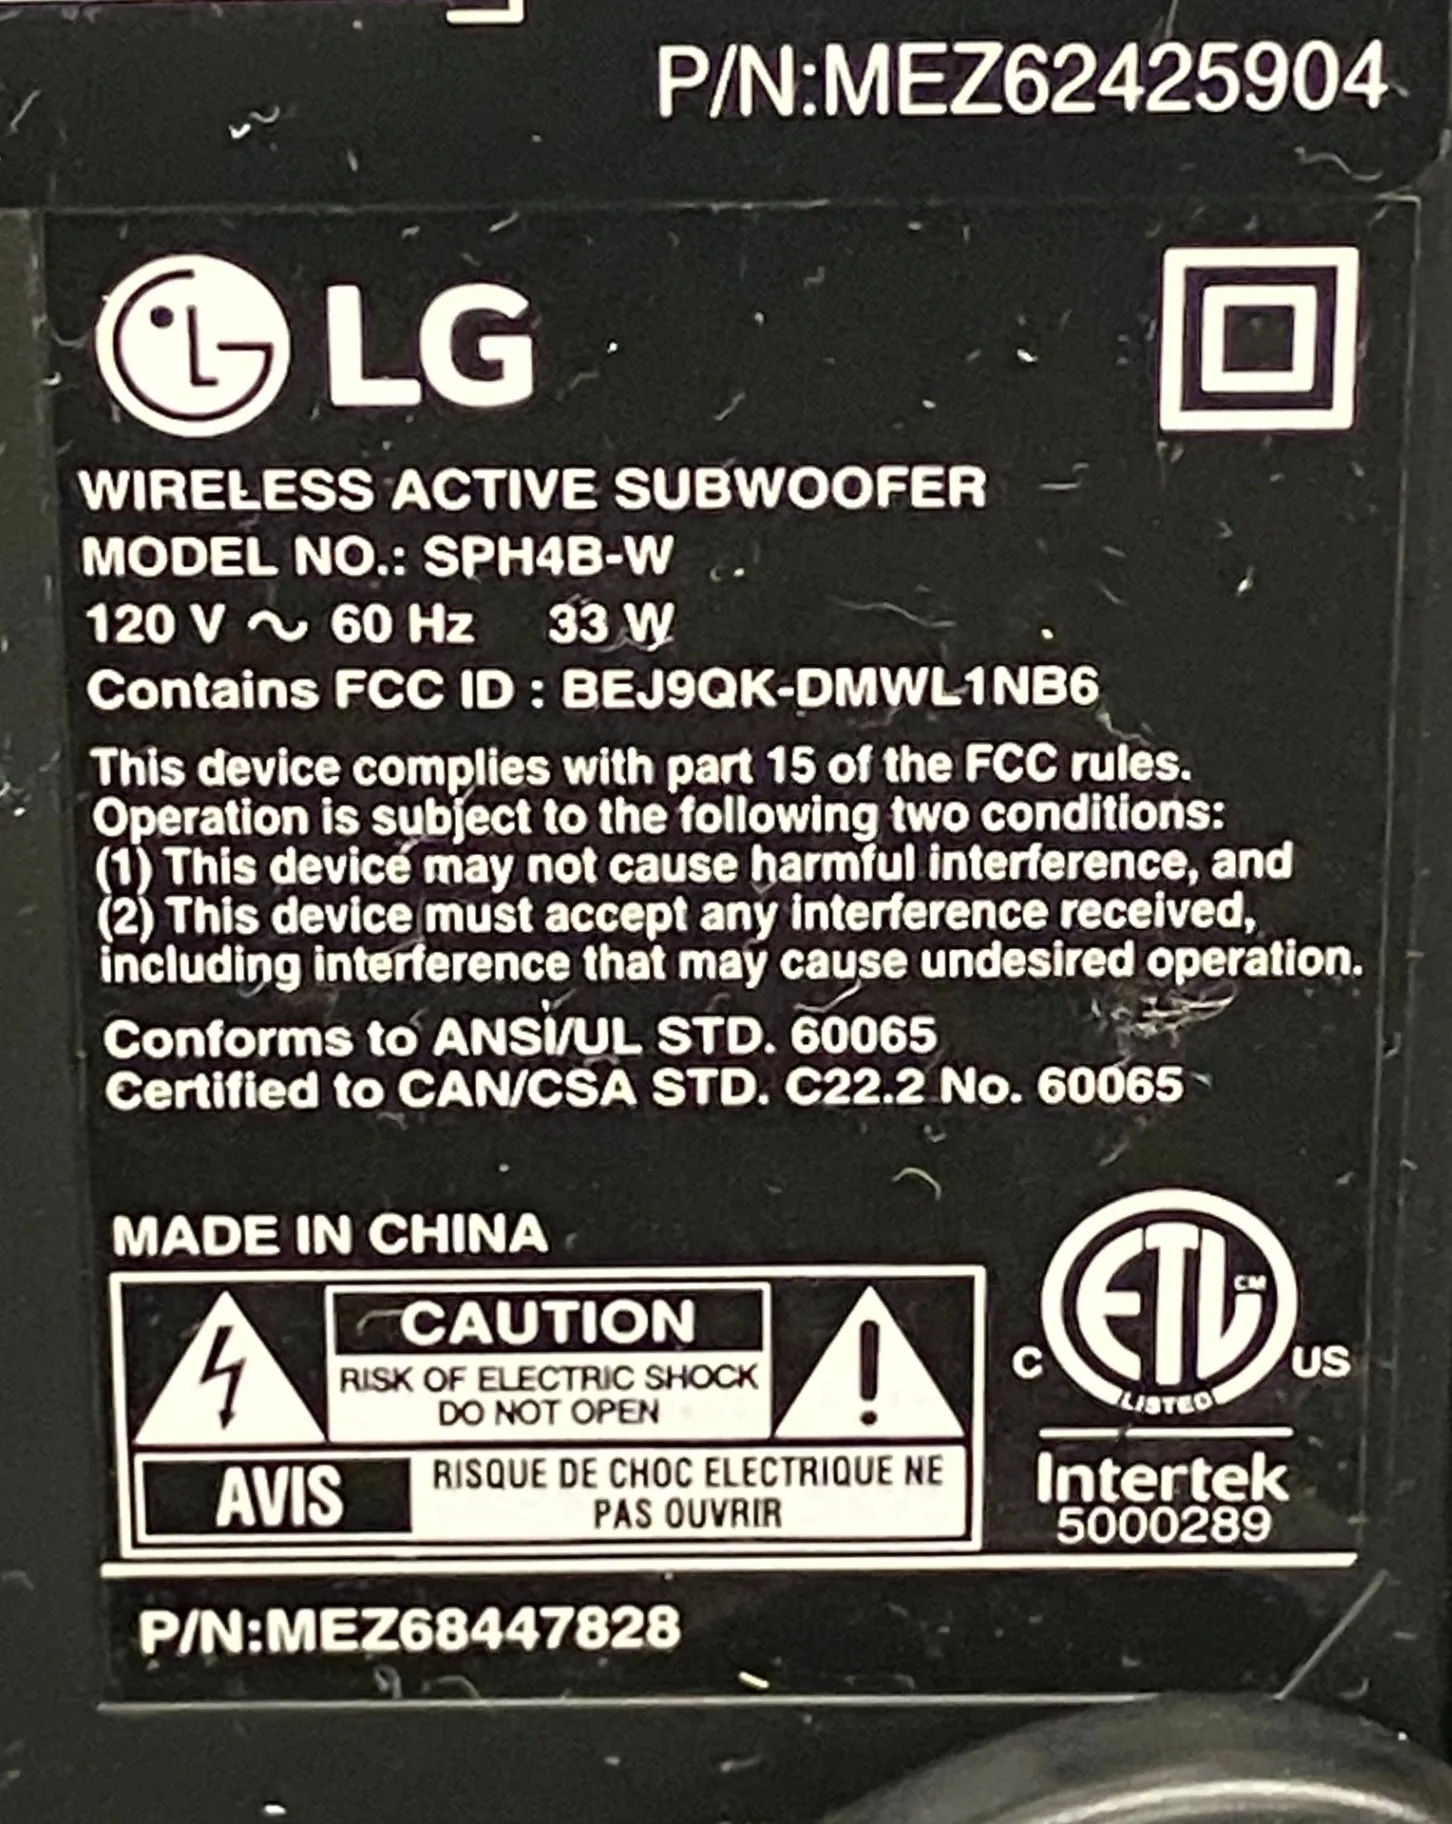 P/N:MEZ62425904
LG
WIRELESS ACTIVE SUBWOOFER
MODEL NO.: SPH4B-W
120 V ~ 60 Hz 33 W
Contains FCC ID : BEJ9QK-DMWL1NB6
This device complies with part 15 of the FCC rules.
Operation is subject to the following two conditions:
(1) This device may not cause harmful interference, and
(2) This device must accept any interference received,
including interference that may cause undesired operation.
Conforms to ANSI/UL STD. 60065
Certified to CAN/CSA STD. C22.2 No. 60065
MADE IN CHINA
CAUTION
RISK OF ELECTRIC SHOCK
DO NOT OPEN
AVIS
RISQUE DE CHOC ELECTRIQUE NE
PAS OUVRIR
ETL CM
C US
LISTED
Intertek
5000289
P/N:MEZ68447828